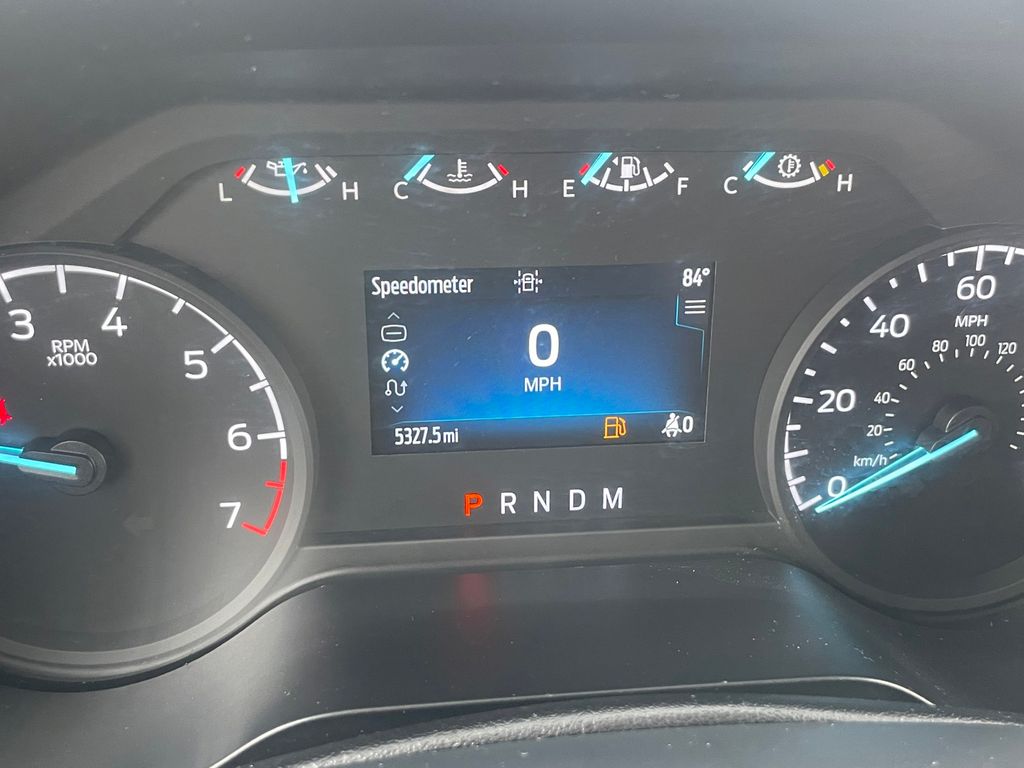 L H C H E F C H
Speedometer 84°
0
MPH
5327.5 mi 0
P R N D M
3 4 5 6 7
RPM
x1000
0 20 40 60
MPH
20 40 60 80 100 120
km/h